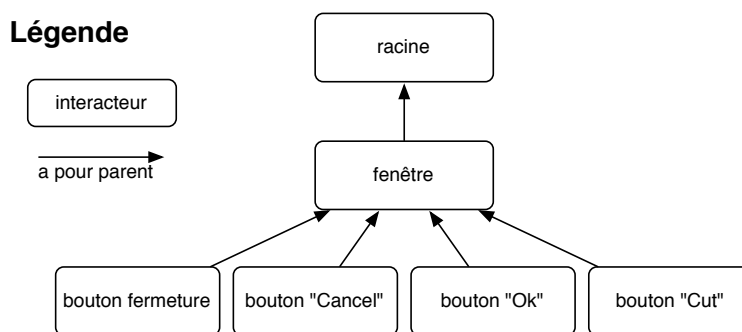 Légende
racine
interacteur
a pour parent
fenêtre
bouton fermeture
bouton "Cancel"
bouton "Ok"
bouton "Cut"